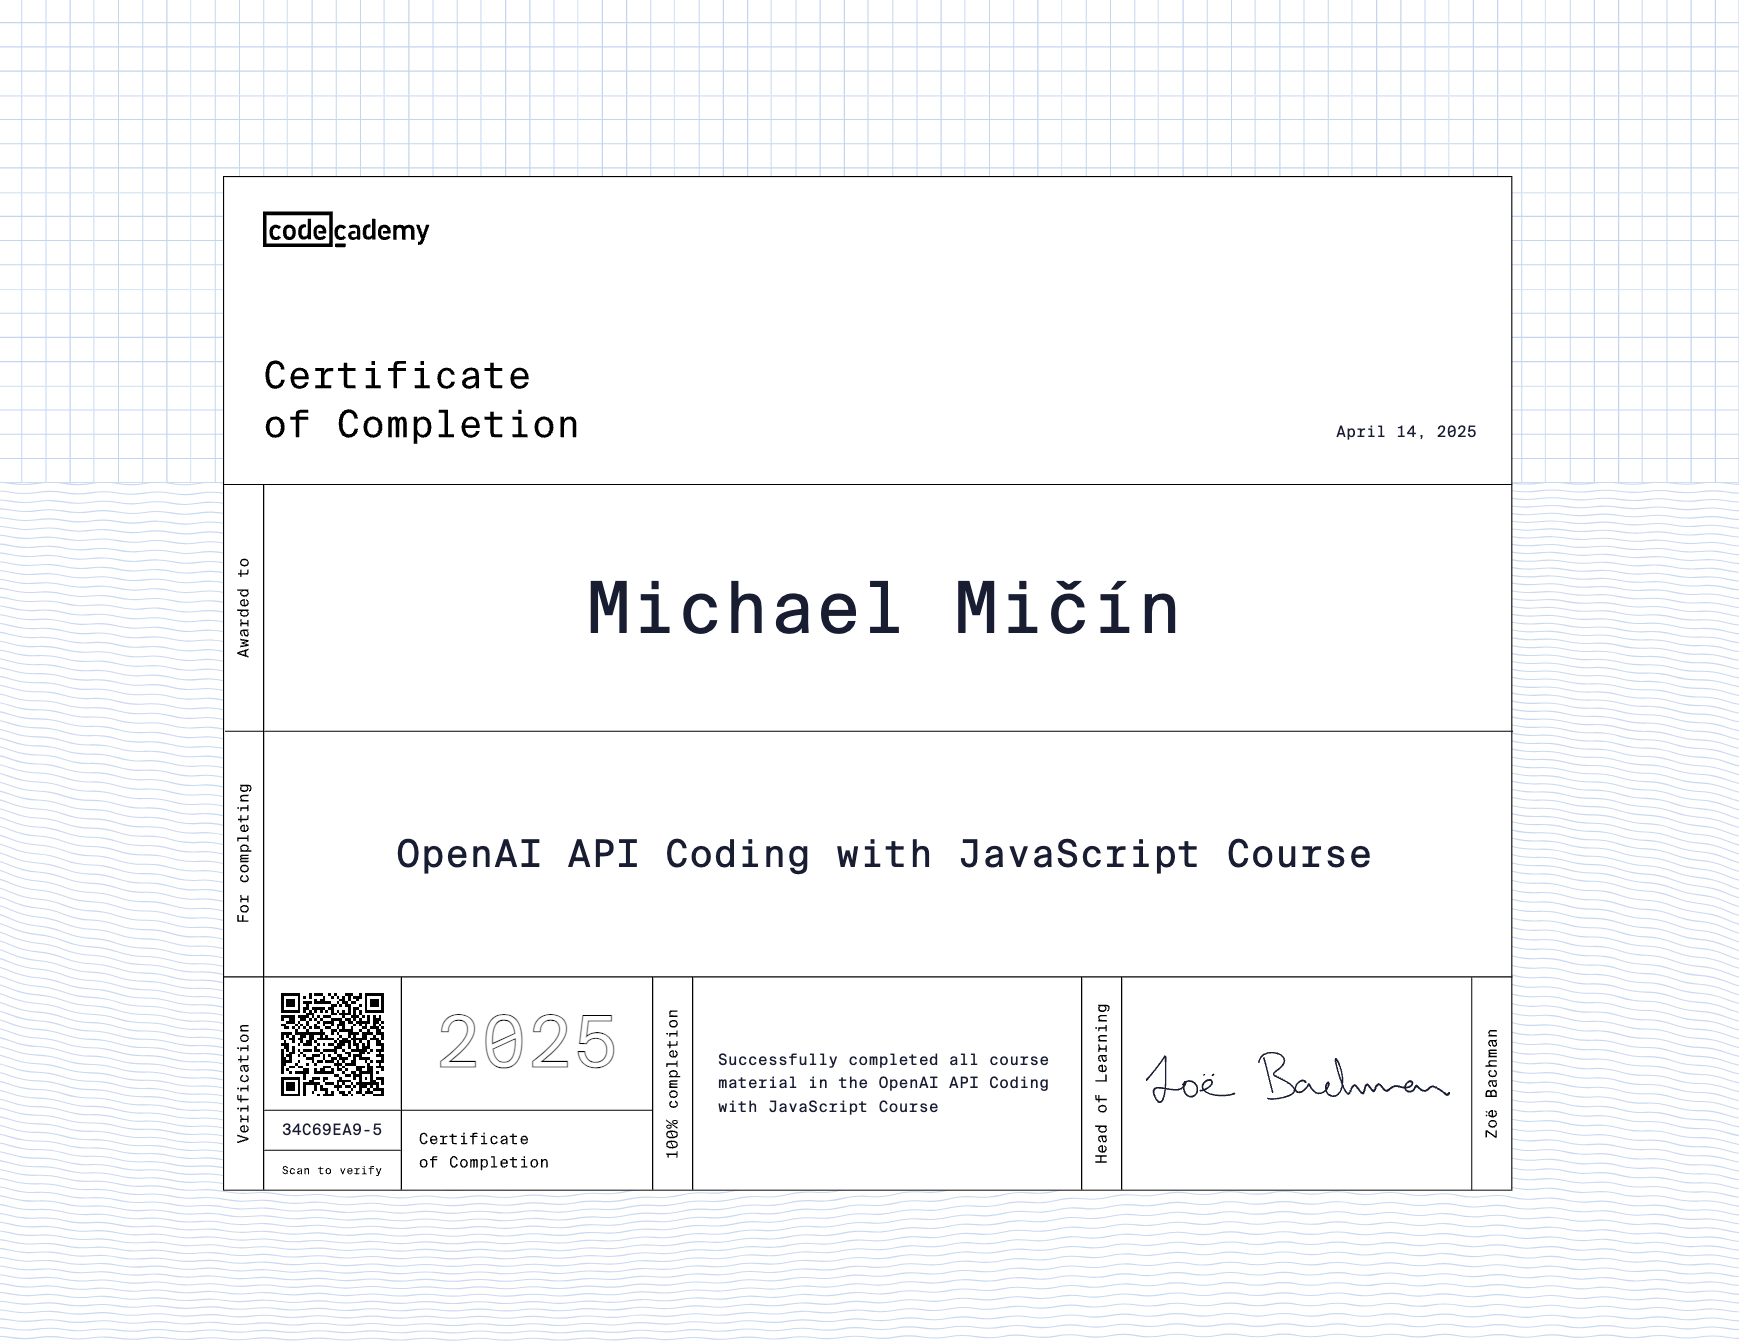 codecademy
Certificate
of Completion
April 14, 2025
Awarded to
Michael Mičín
For completing
OpenAI API Coding with JavaScript Course
Verification
34C69EA9-5
Scan to verify
2025
Certificate
of Completion
100% completion
Successfully completed all course
material in the OpenAI API Coding
with JavaScript Course
Head of Learning
Zoë Bachman
Zoë Bachman